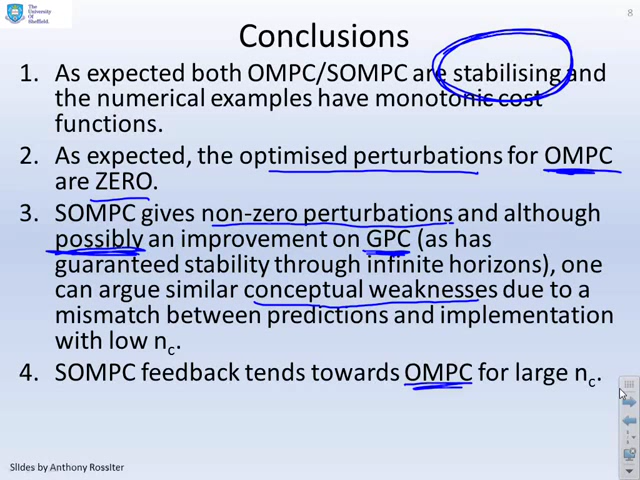 The
University
Of
Sheffield.
8
Conclusions
1. As expected both OMPC/SOMPC are stabilising and
the numerical examples have monotonic cost
functions.
2. As expected, the optimised perturbations for OMPC
are ZERO.
3. SOMPC gives non-zero perturbations and although
possibly an improvement on GPC (as has
guaranteed stability through infinite horizons), one
can argue similar conceptual weaknesses due to a
mismatch between predictions and implementation
with low nc.
4. SOMPC feedback tends towards OMPC for large nc.
Slides by Anthony Rossiter